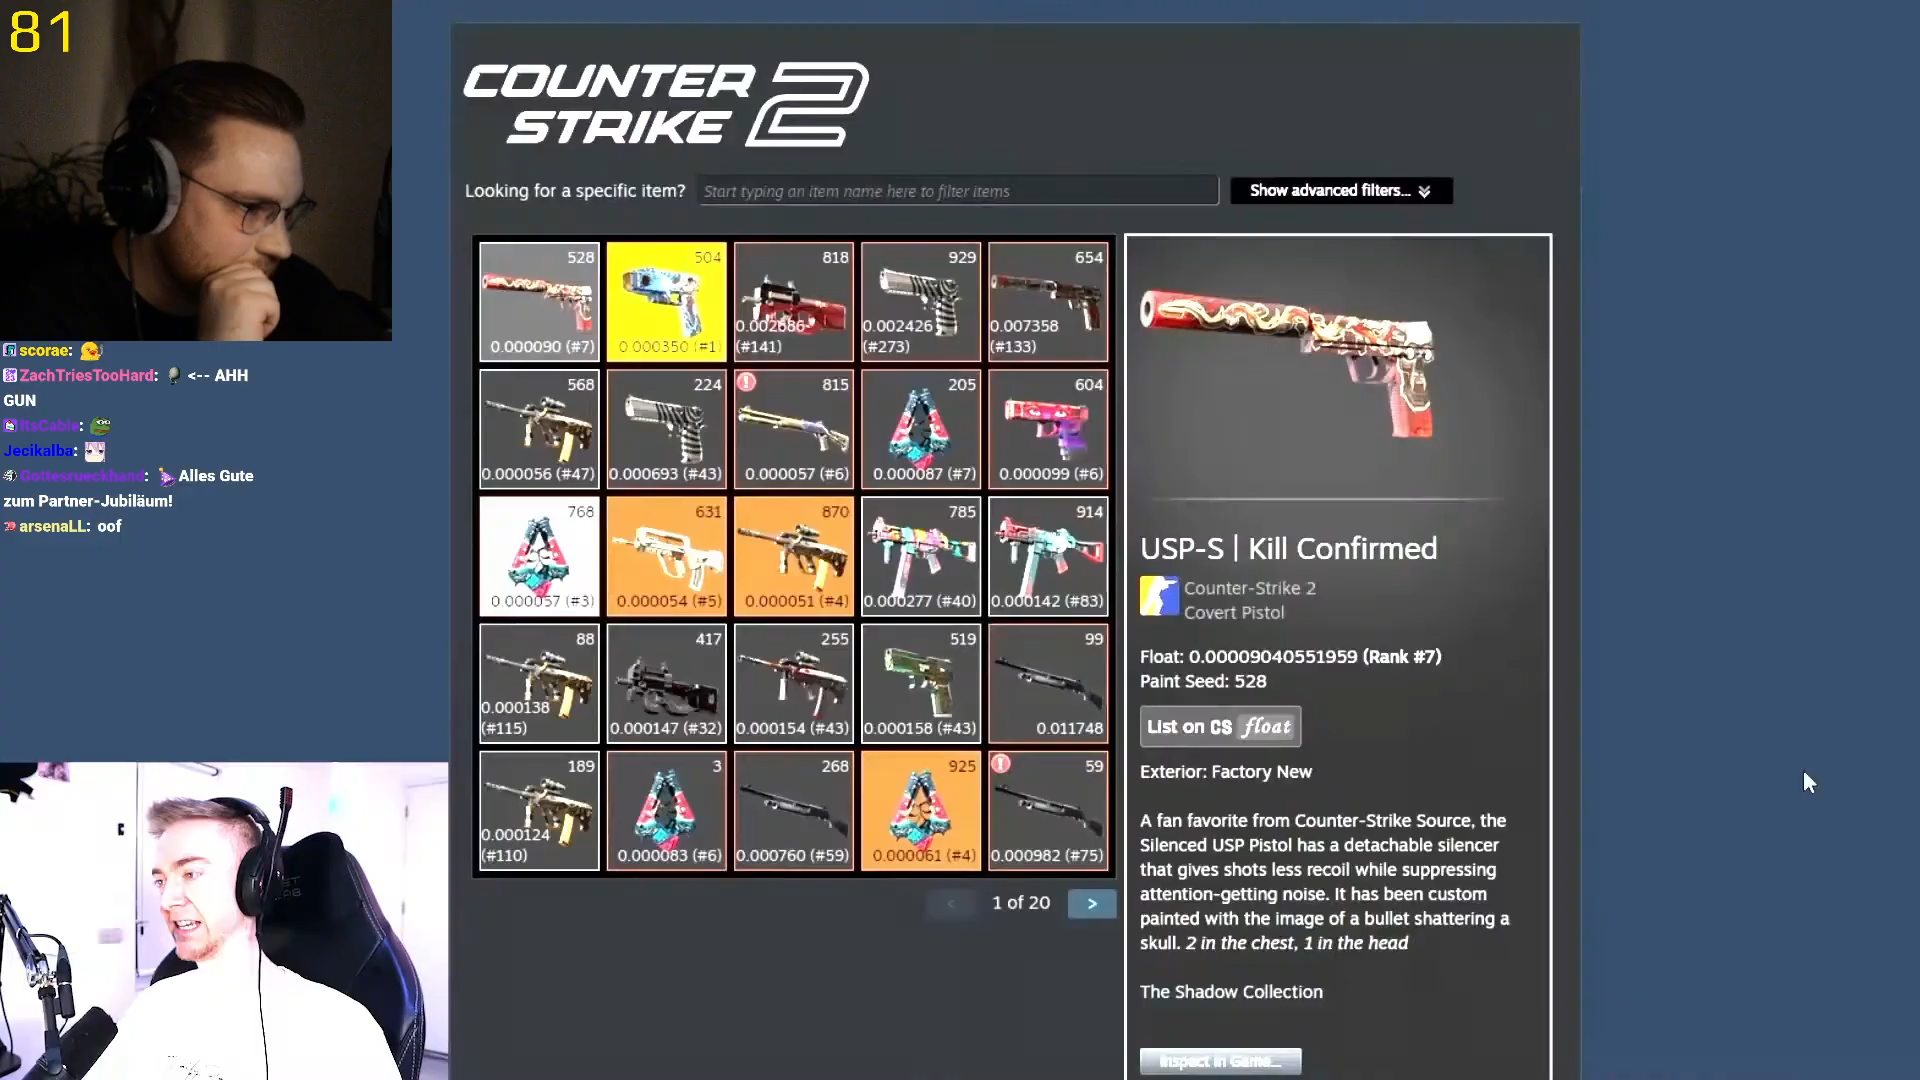 81
scorae:
ZachTriesTooHard: <-- AHH
GUN
ItsCable:
Jecikalba:
Gottesrueckhand: Alles Gute
zum Partner-Jubiläum!
arsenaLL: oof
COUNTER
STRIKE 2
Looking for a specific item? Start typing an item name here to filter items Show advanced filters...
528 504 818 929 654
0.002686 0.002426 0.007358
0.000090 (#7) 0.000350 (#1) (#141) (#273) (#133)
568 224 815 205 604
0.000056 (#47) 0.000693 (#43) 0.000057 (#6) 0.000087 (#7) 0.000099 (#6)
768 631 870 785 914
0.000057 (#3) 0.000054 (#5) 0.000051 (#4) 0.000277 (#40) 0.000142 (#83)
88 417 255 519 99
0.000138
(#115) 0.000147 (#32) 0.000154 (#43) 0.000158 (#43) 0.011748
189 3 268 925 59
0.000124
(#110) 0.000083 (#6) 0.000760 (#59) 0.000061 (#4) 0.000982 (#75)
< 1 of 20 >
USP-S | Kill Confirmed
Counter-Strike 2
Covert Pistol
Float: 0.00009040551959 (Rank #7)
Paint Seed: 528
List on CS float
Exterior: Factory New
A fan favorite from Counter-Strike Source, the
Silenced USP Pistol has a detachable silencer
that gives shots less recoil while suppressing
attention-getting noise. It has been custom
painted with the image of a bullet shattering a
skull. 2 in the chest, 1 in the head
The Shadow Collection
Inspect in Game...